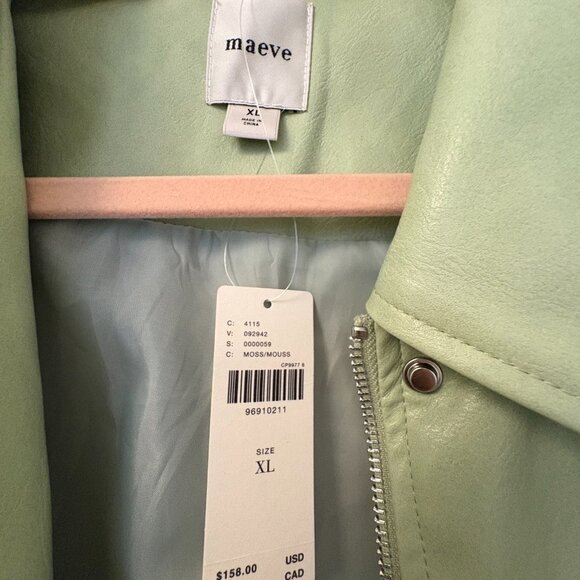 maeve
XL
MADE IN
CHINA
C: 4115
V: 092942
S: 0000059
C: MOSS/MOUSS
CP9977 8
96910211
SIZE
XL
$158.00 USD
CAD